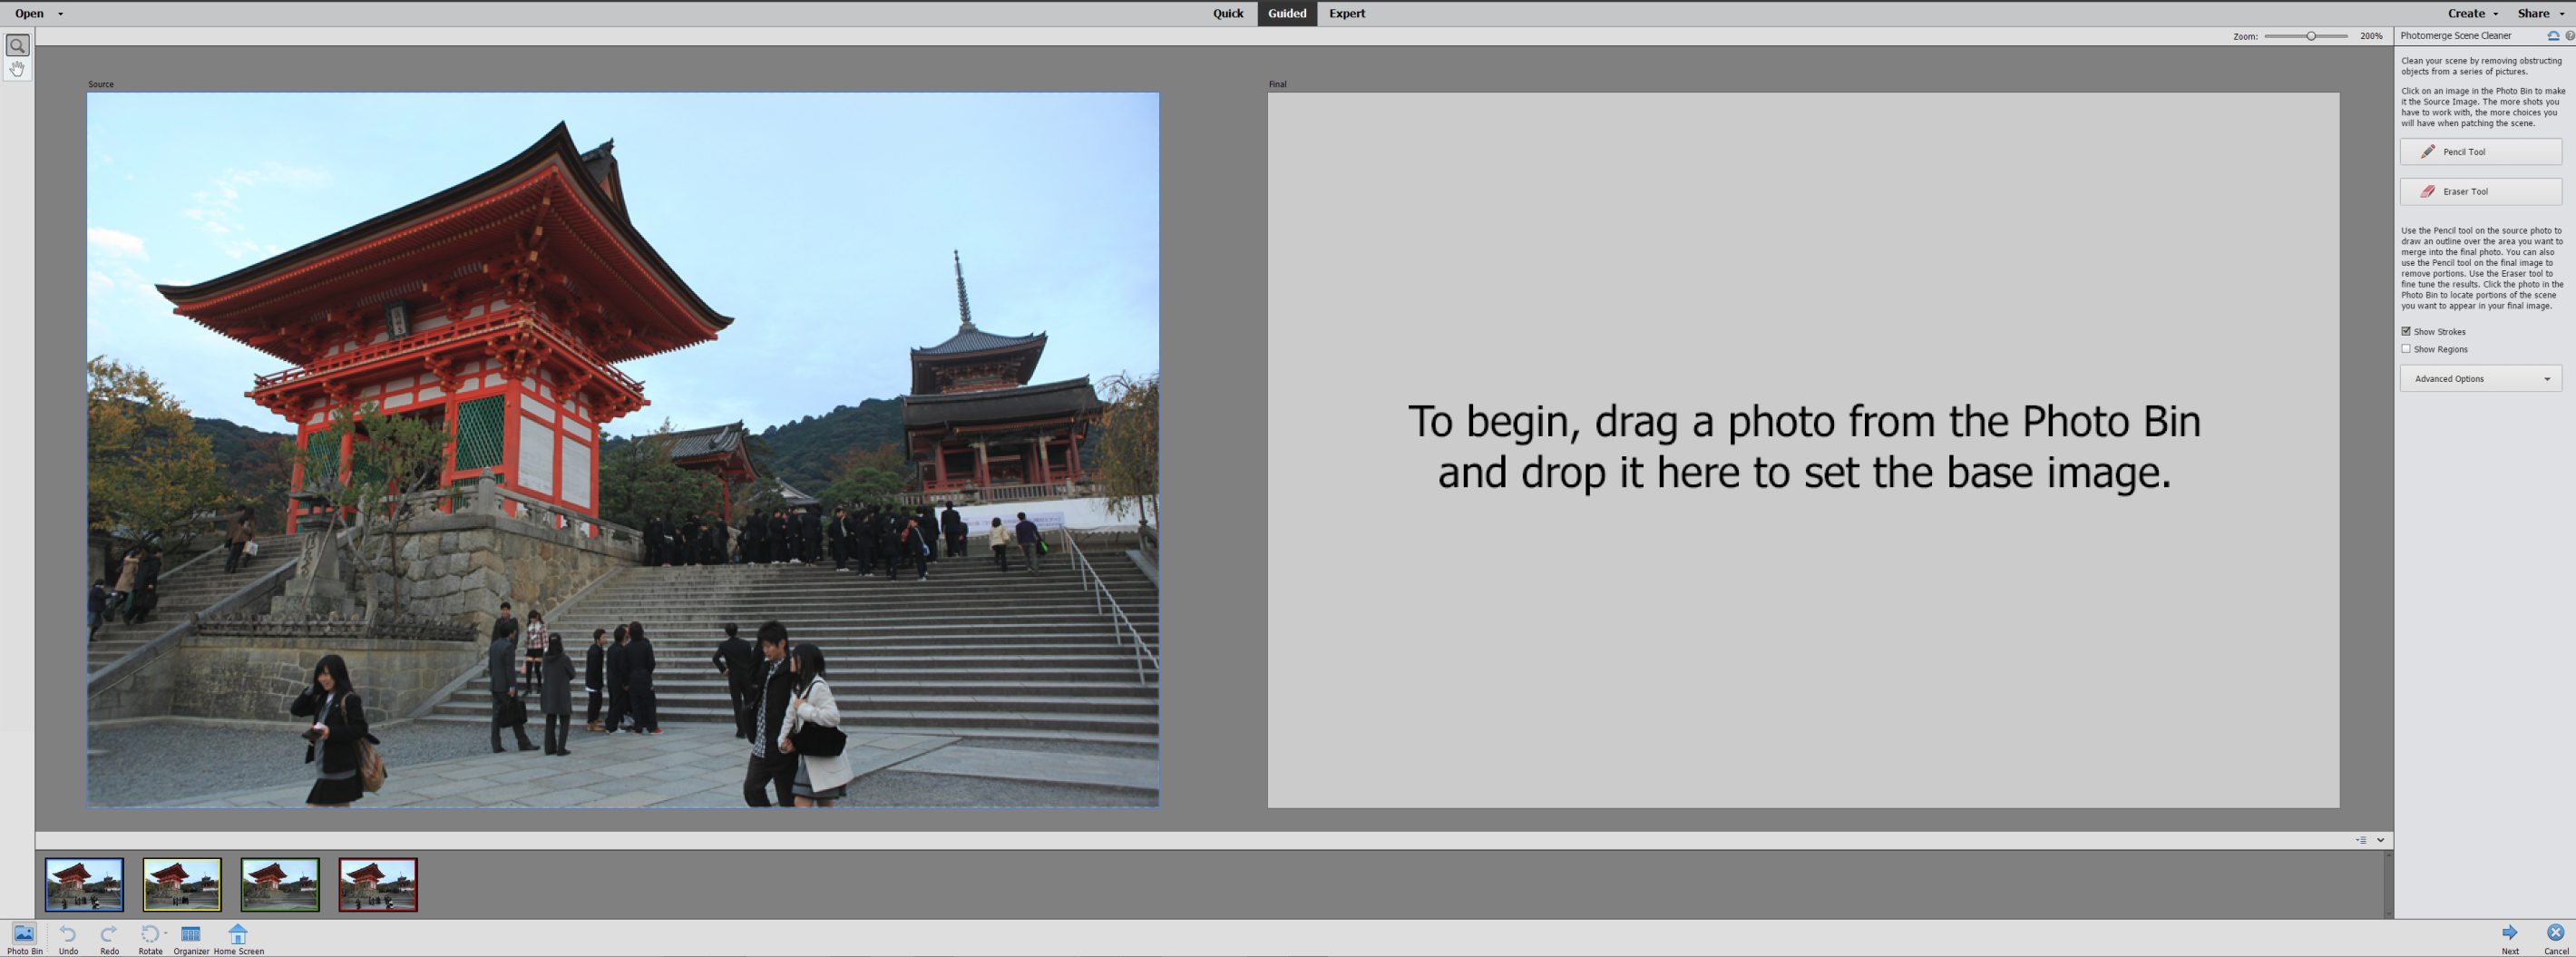 Open
Quick Guided Expert
Create Share
Zoom: 200%
Photomerge Scene Cleaner
Source
Final
Clean your scene by removing obstructing
objects from a series of pictures.
Click on an image in the Photo Bin to make
it the Source Image. The more shots you
have to work with, the more choices you
will have when patching the scene.
Pencil Tool
Eraser Tool
Use the Pencil tool on the source photo to
draw an outline over the area you want to
merge into the final photo. You can also
use the Pencil tool on the final image to
remove portions. Use the Eraser tool to
fine tune the results. Click the photo in the
Photo Bin to locate portions of the scene
you want to appear in your final image.
Show Strokes
Show Regions
Advanced Options
To begin, drag a photo from the Photo Bin
and drop it here to set the base image.
Photo Bin Undo Redo Rotate Organizer Home Screen
Next Cancel